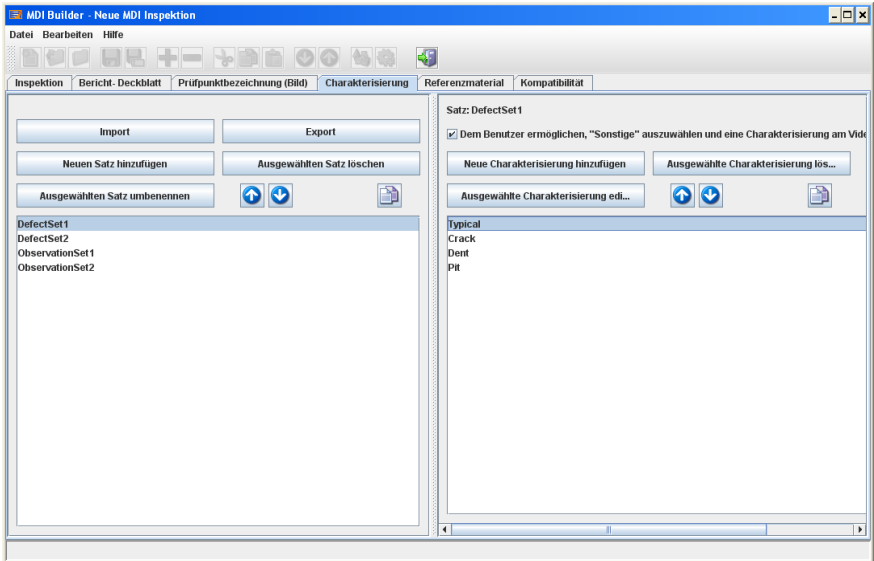 MDI Builder - Neue MDI Inspektion
Datei Bearbeiten Hilfe
Inspektion Bericht- Deckblatt Prüfpunktbezeichnung (Bild) Charakterisierung Referenzmaterial Kompatibilität
Import Export
Neuen Satz hinzufügen Ausgewählten Satz löschen
Ausgewählten Satz umbenennen
DefectSet1
DefectSet2
ObservationSet1
ObservationSet2
Satz: DefectSet1
Dem Benutzer ermöglichen, "Sonstige" auszuwählen und eine Charakterisierung am Vide
Neue Charakterisierung hinzufügen Ausgewählte Charakterisierung lös...
Ausgewählte Charakterisierung edi...
Typical
Crack
Dent
Pit